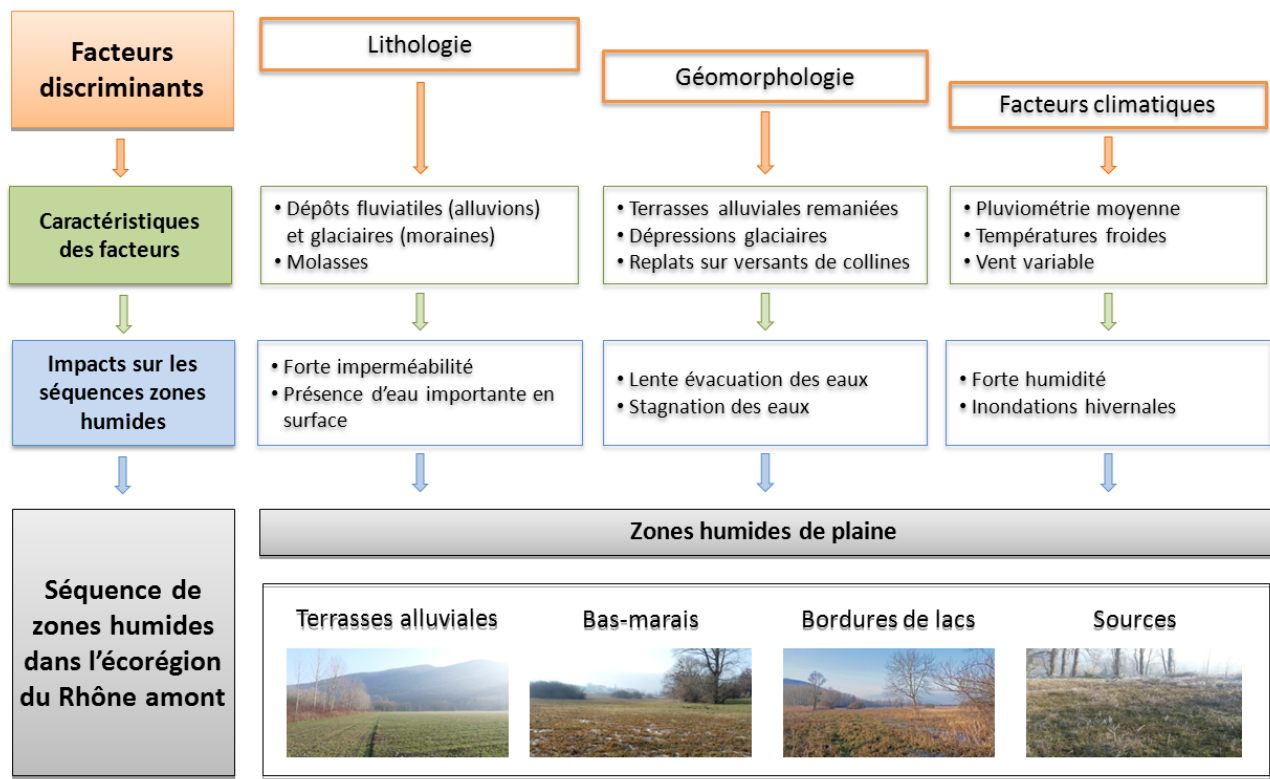 Facteurs
discriminants
Lithologie
Géomorphologie
Facteurs climatiques
Caractéristiques
des facteurs
• Dépôts fluviatiles (alluvions)
et glaciaires (moraines)
• Molasses
• Terrasses alluviales remaniées
• Dépressions glaciaires
• Replats sur versants de collines
• Pluviométrie moyenne
• Températures froides
• Vent variable
Impacts sur les
séquences zones
humides
• Forte imperméabilité
• Présence d'eau importante en
surface
• Lente évacuation des eaux
• Stagnation des eaux
• Forte humidité
• Inondations hivernales
Séquence de
zones humides
dans l'écorégion
du Rhône amont
Zones humides de plaine
Terrasses alluviales
Bas-marais
Bordures de lacs
Sources